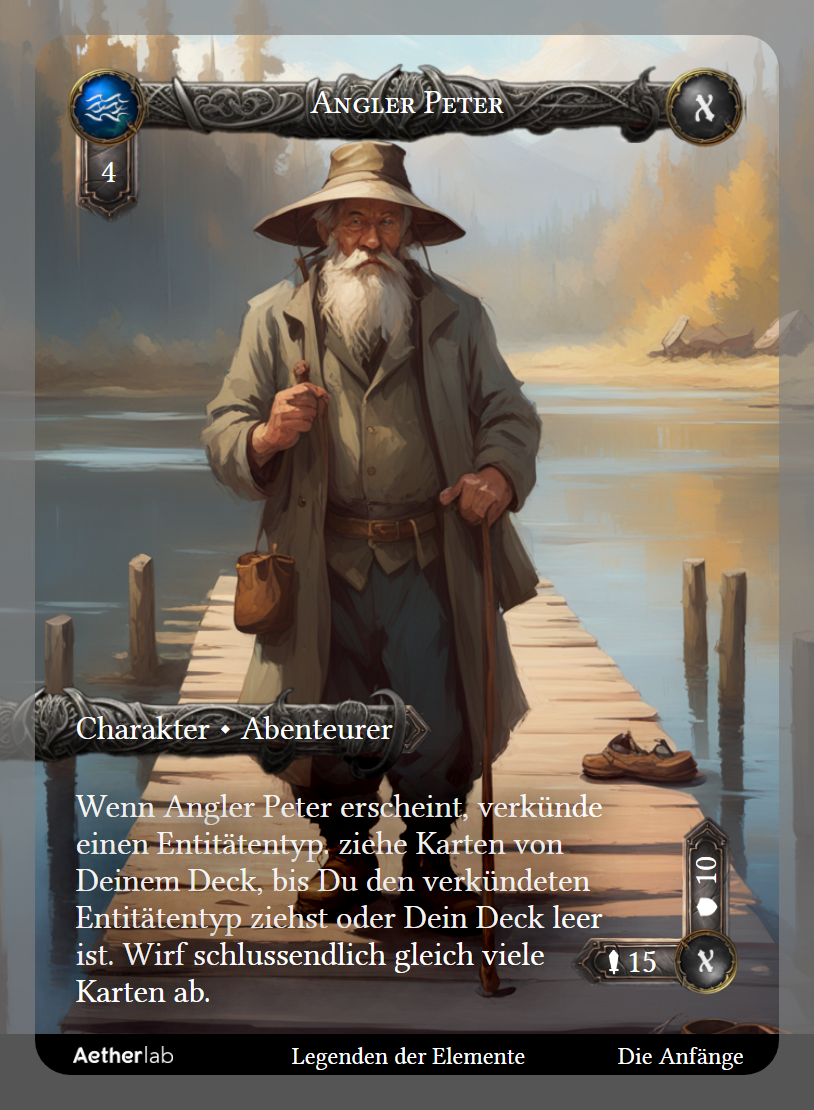 Angler Peter
4
Charakter • Abenteurer
Wenn Angler Peter erscheint, verkünde
einen Entitätentyp, ziehe Karten von
Deinem Deck, bis Du den verkündeten
Entitätentyp ziehst oder Dein Deck leer
ist. Wirf schlussendlich gleich viele
Karten ab.
10
15
Aetherlab
Legenden der Elemente
Die Anfänge